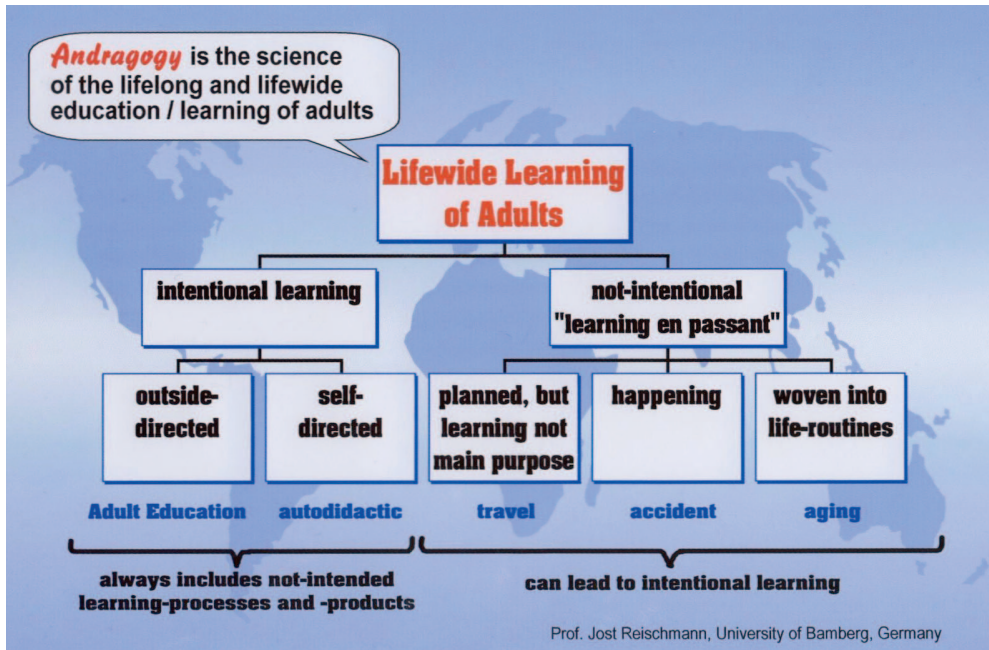 Andragogy is the science
of the lifelong and lifewide
education / learning of adults
Lifewide Learning
of Adults
intentional learning
not-intentional
"learning en passant"
outside-
directed
self-
directed
planned, but
learning not
main purpose
happening
woven into
life-routines
Adult Education
autodidactic
travel
accident
aging
always includes not-intended
learning-processes and -products
can lead to intentional learning
Prof. Jost Reischmann, University of Bamberg, Germany